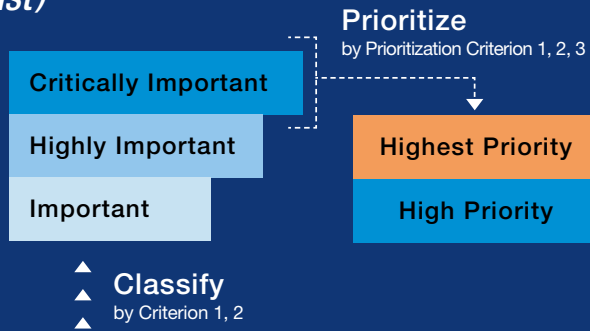 Prioritize
by Prioritization Criterion 1, 2, 3
Critically Important
Highly Important
Important
Highest Priority
High Priority
Classify
by Criterion 1, 2